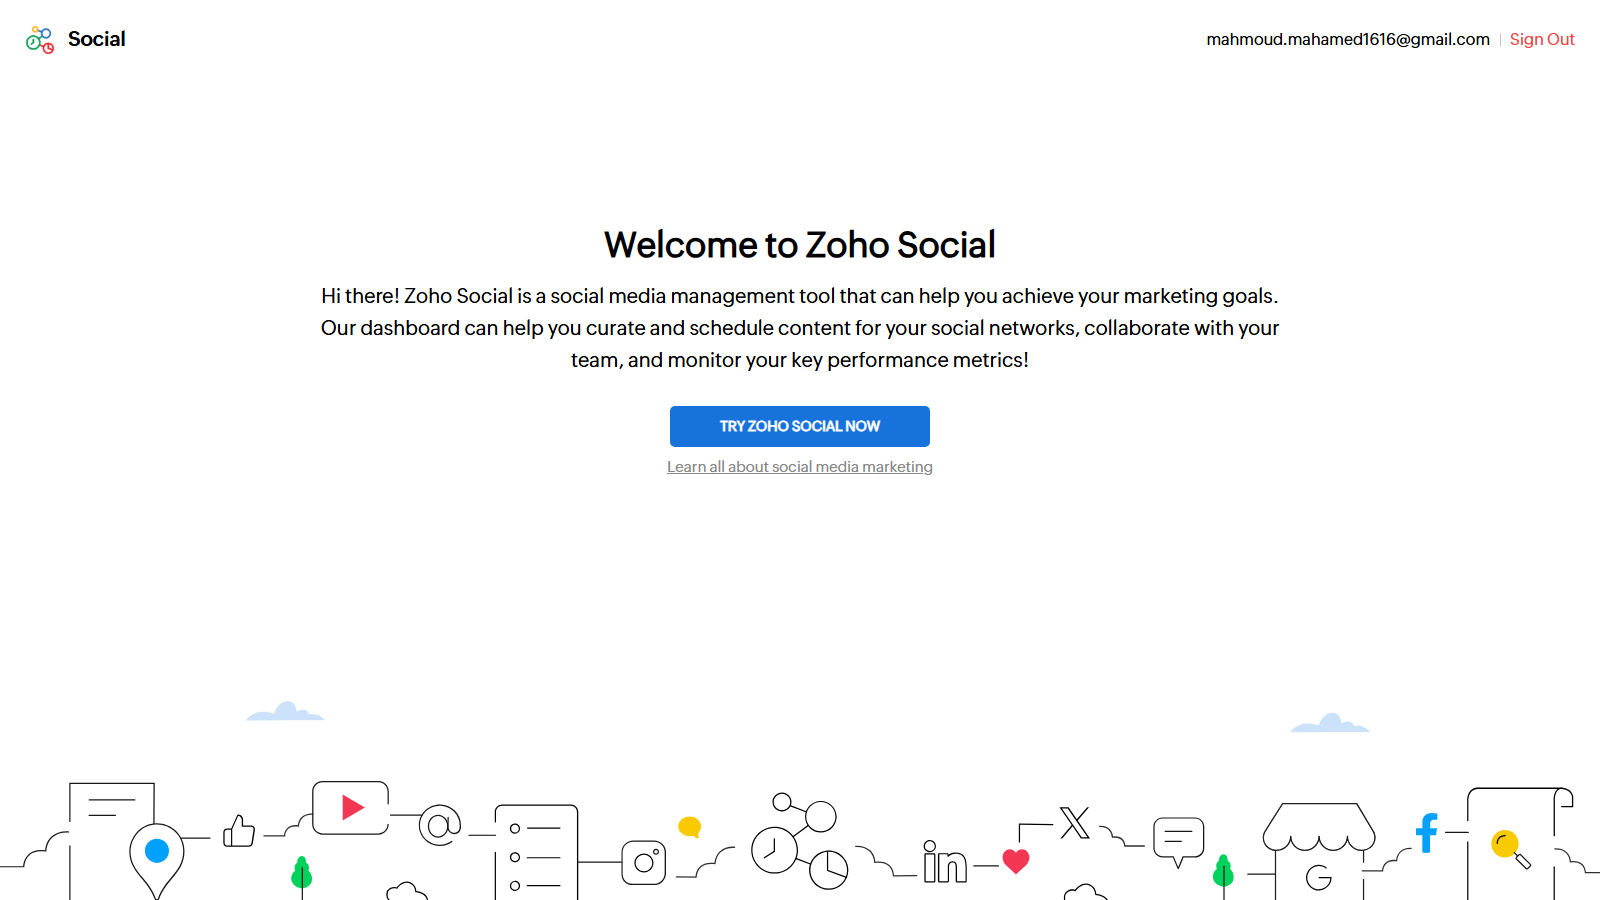 Social
mahmoud.mahamed1616@gmail.com | Sign Out
Welcome to Zoho Social
Hi there! Zoho Social is a social media management tool that can help you achieve your marketing goals.
Our dashboard can help you curate and schedule content for your social networks, collaborate with your
team, and monitor your key performance metrics!
TRY ZOHO SOCIAL NOW
Learn all about social media marketing